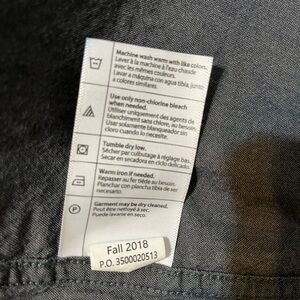 Machine wash warm with like colors.
Laver à la machine à l'eau chaude
avec les mêmes couleurs.
Lavar a máquina con agua tibia, junto
a colores similares.
Use only non-chlorine bleach
when needed.
Utiliser uniquement des agents de
blanchiment sans chlore, au besoin.
Usar solamente blanqueador sin
cloro cuando lo necesite.
Tumble dry low.
Sécher par culbutage à réglage bas.
Secar en secadora en ciclo delicado.
Warm iron if needed.
Repasser au fer tiède au besoin.
Planchar con plancha tibia de ser
necesario.
Garment may be dry cleaned.
Peut être nettoyé à sec.
Puede lavarse en seco.
P
Fall 2018
P.O. 3500020513